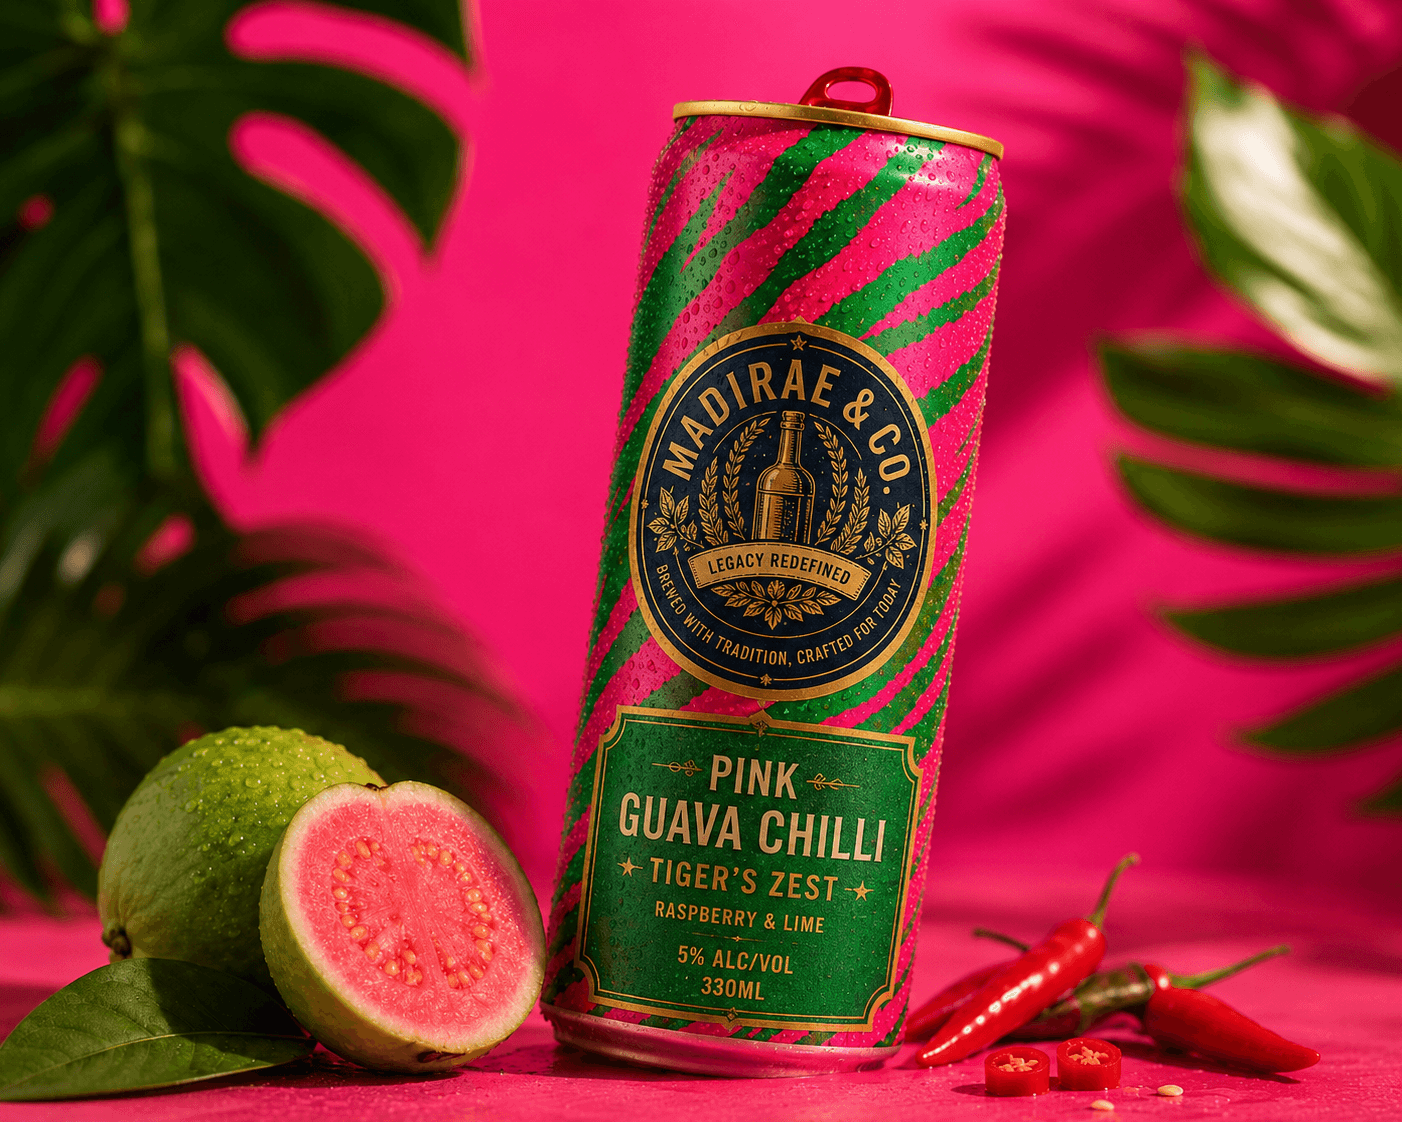 MADIRAE & CO.
LEGACY REDEFINED
BREWED WITH TRADITION, CRAFTED FOR TODAY
PINK
GUAVA CHILLI
TIGER'S ZEST
RASPBERRY & LIME
5% ALC/VOL
330ML